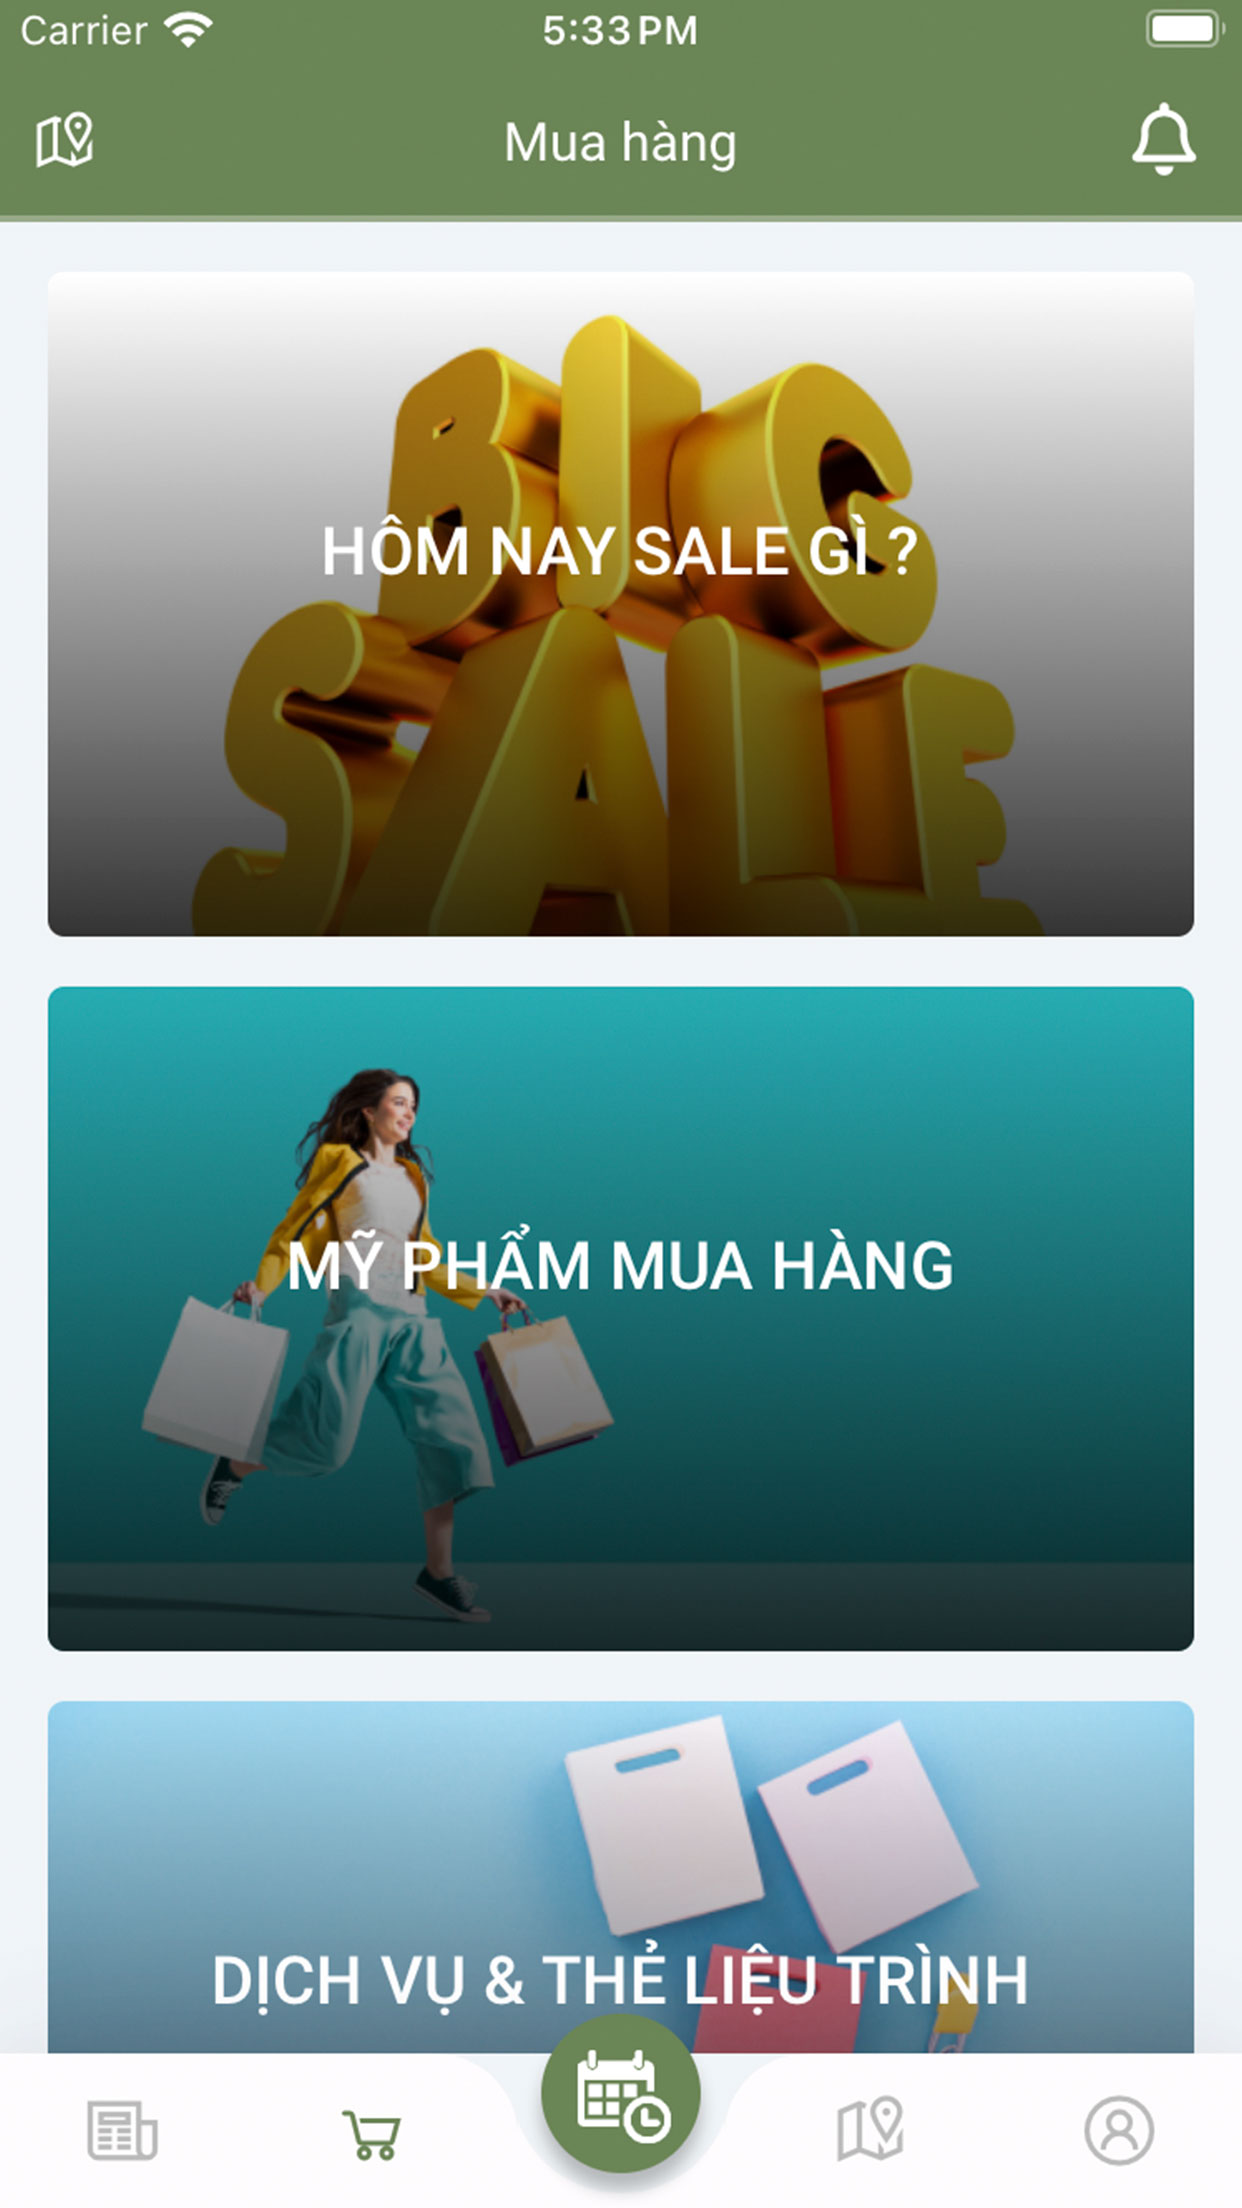 Carrier 5:33 PM
Mua hàng
BIG
SALE
HÔM NAY SALE GÌ ?
MỸ PHẨM MUA HÀNG
DỊCH VỤ & THẺ LIỆU TRÌNH